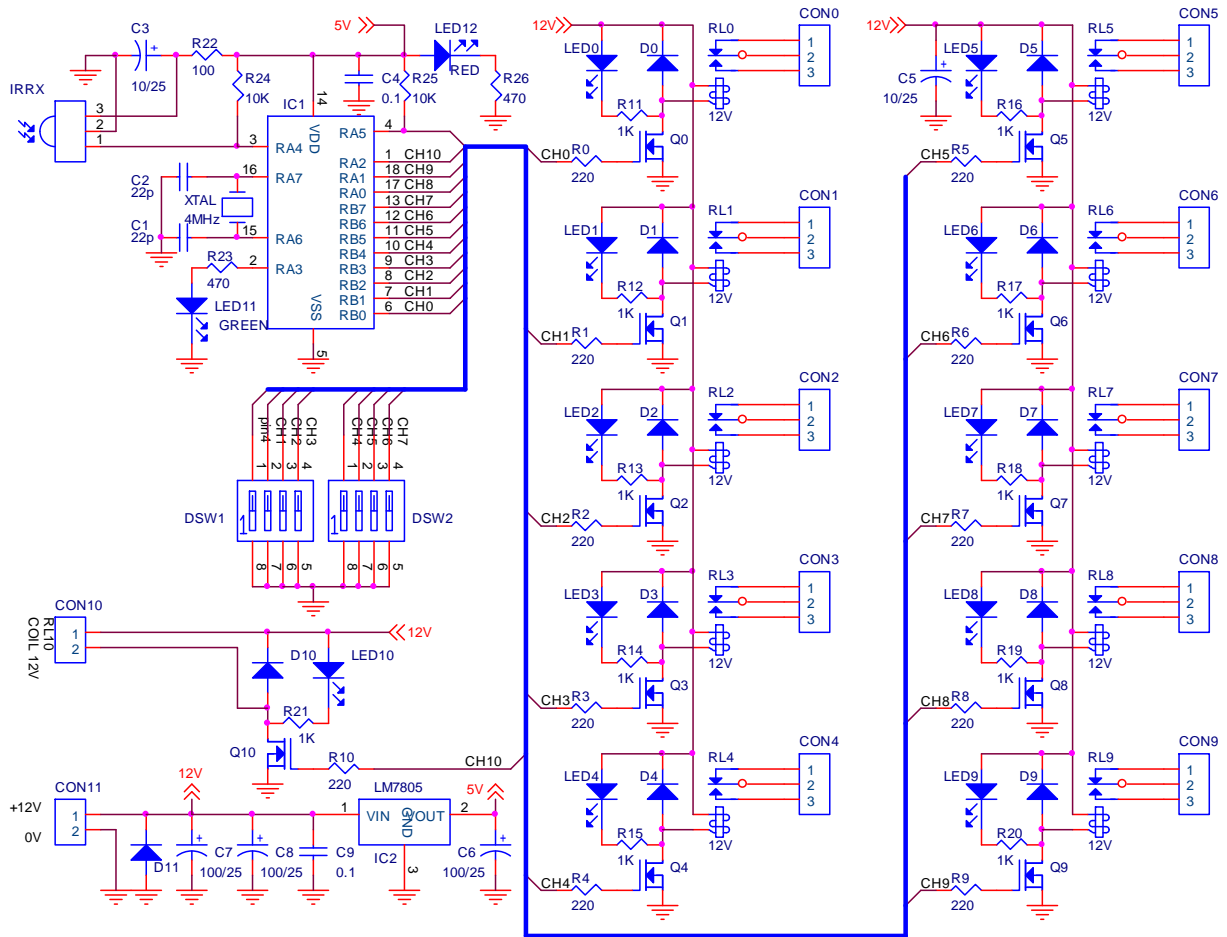 C3
10/25
R22
100
5V
LED12
RED
R24
10K
C4
0.1
R25
10K
R26
470
IRRX
3
2
1
IC1
14
VDD
3
RA4
16
RA7
15
RA6
2
RA3
VSS
5
RA5
4
RA2
1
CH10
RA1
18
CH9
RA0
17
CH8
RB7
13
CH7
RB6
12
CH6
RB5
11
CH5
RB4
10
CH4
RB3
9
CH3
RB2
8
CH2
RB1
7
CH1
RB0
6
CH0
C2
22p
XTAL
4MHz
C1
22p
R23
470
LED11
GREEN
pin4
CH1
CH2
CH3
1
2
3
4
DSW1
1
8
7
6
5
CH4
CH5
CH6
CH7
1
2
3
4
1
DSW2
8
7
6
5
CON10
RL10
COIL 12V
1
2
12V
D10
LED10
R21
1K
Q10
R10
220
CH10
CON11
+12V
0V
1
2
12V
D11
C7
100/25
C8
100/25
C9
0.1
LM7805
1
VIN
VOUT
2
GND
IC2
3
5V
C6
100/25
12V
LED0
D0
RL0
CON0
1
2
3
R11
1K
12V
CH0
R0
220
Q0
LED1
D1
RL1
CON1
1
2
3
R12
1K
12V
CH1
R1
220
Q1
LED2
D2
RL2
CON2
1
2
3
R13
1K
12V
CH2
R2
220
Q2
LED3
D3
RL3
CON3
1
2
3
R14
1K
12V
CH3
R3
220
Q3
LED4
D4
RL4
CON4
1
2
3
R15
1K
12V
CH4
R4
220
Q4
12V
C5
10/25
LED5
D5
RL5
CON5
1
2
3
R16
1K
12V
CH5
R5
220
Q5
LED6
D6
RL6
CON6
1
2
3
R17
1K
12V
CH6
R6
220
Q6
LED7
D7
RL7
CON7
1
2
3
R18
1K
12V
CH7
R7
220
Q7
LED8
D8
RL8
CON8
1
2
3
R19
1K
12V
CH8
R8
220
Q8
LED9
D9
RL9
CON9
1
2
3
R20
1K
12V
CH9
R9
220
Q9